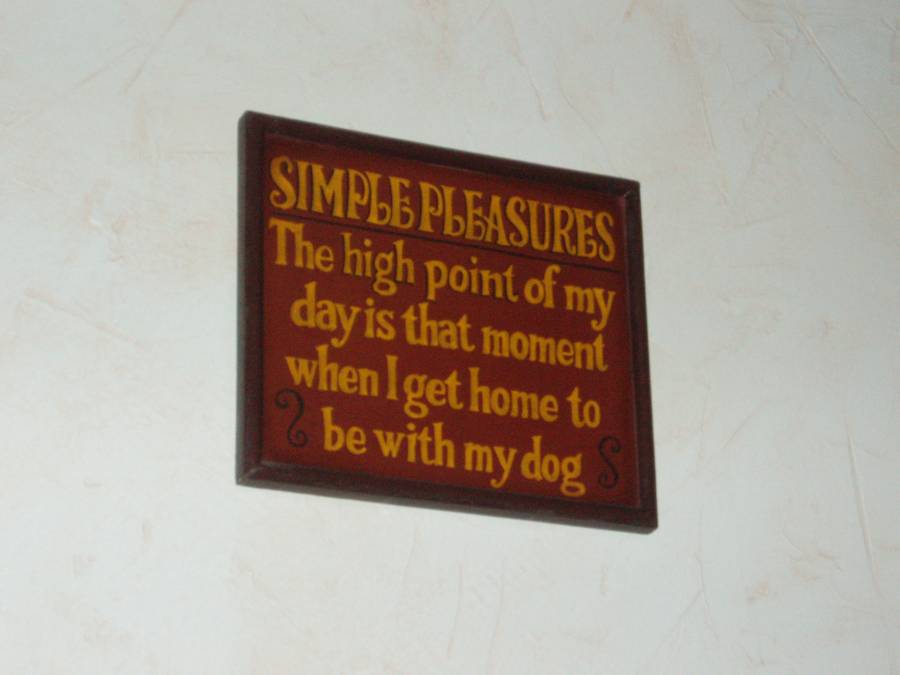 SIMPLE PLEASURES
The high point of my
day is that moment
when I get home to
be with my dog